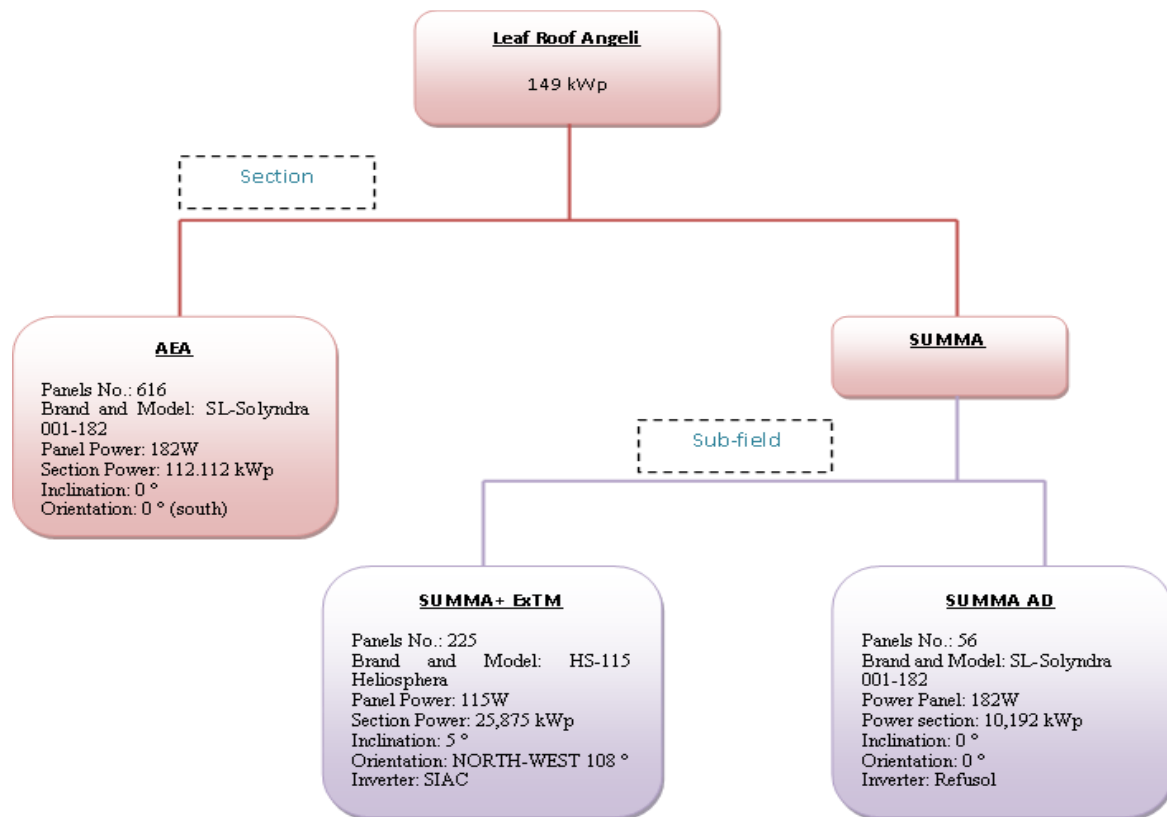 Leaf Roof Angeli
149 kWp
Section
AEA
Panels No.: 616
Brand and Model: SL-Solyndra
001-182
Panel Power: 182W
Section Power: 112.112 kWp
Inclination: 0 °
Orientation: 0 ° (south)
SUMMA
Sub-field
SUMMA+ ExTM
Panels No.: 225
Brand and Model: HS-115
Heliosphera
Panel Power: 115W
Section Power: 25,875 kWp
Inclination: 5 °
Orientation: NORTH-WEST 108 °
Inverter: SIAC
SUMMA AD
Panels No.: 56
Brand and Model: SL-Solyndra
001-182
Power Panel: 182W
Power section: 10,192 kWp
Inclination: 0 °
Orientation: 0 °
Inverter: Refusol